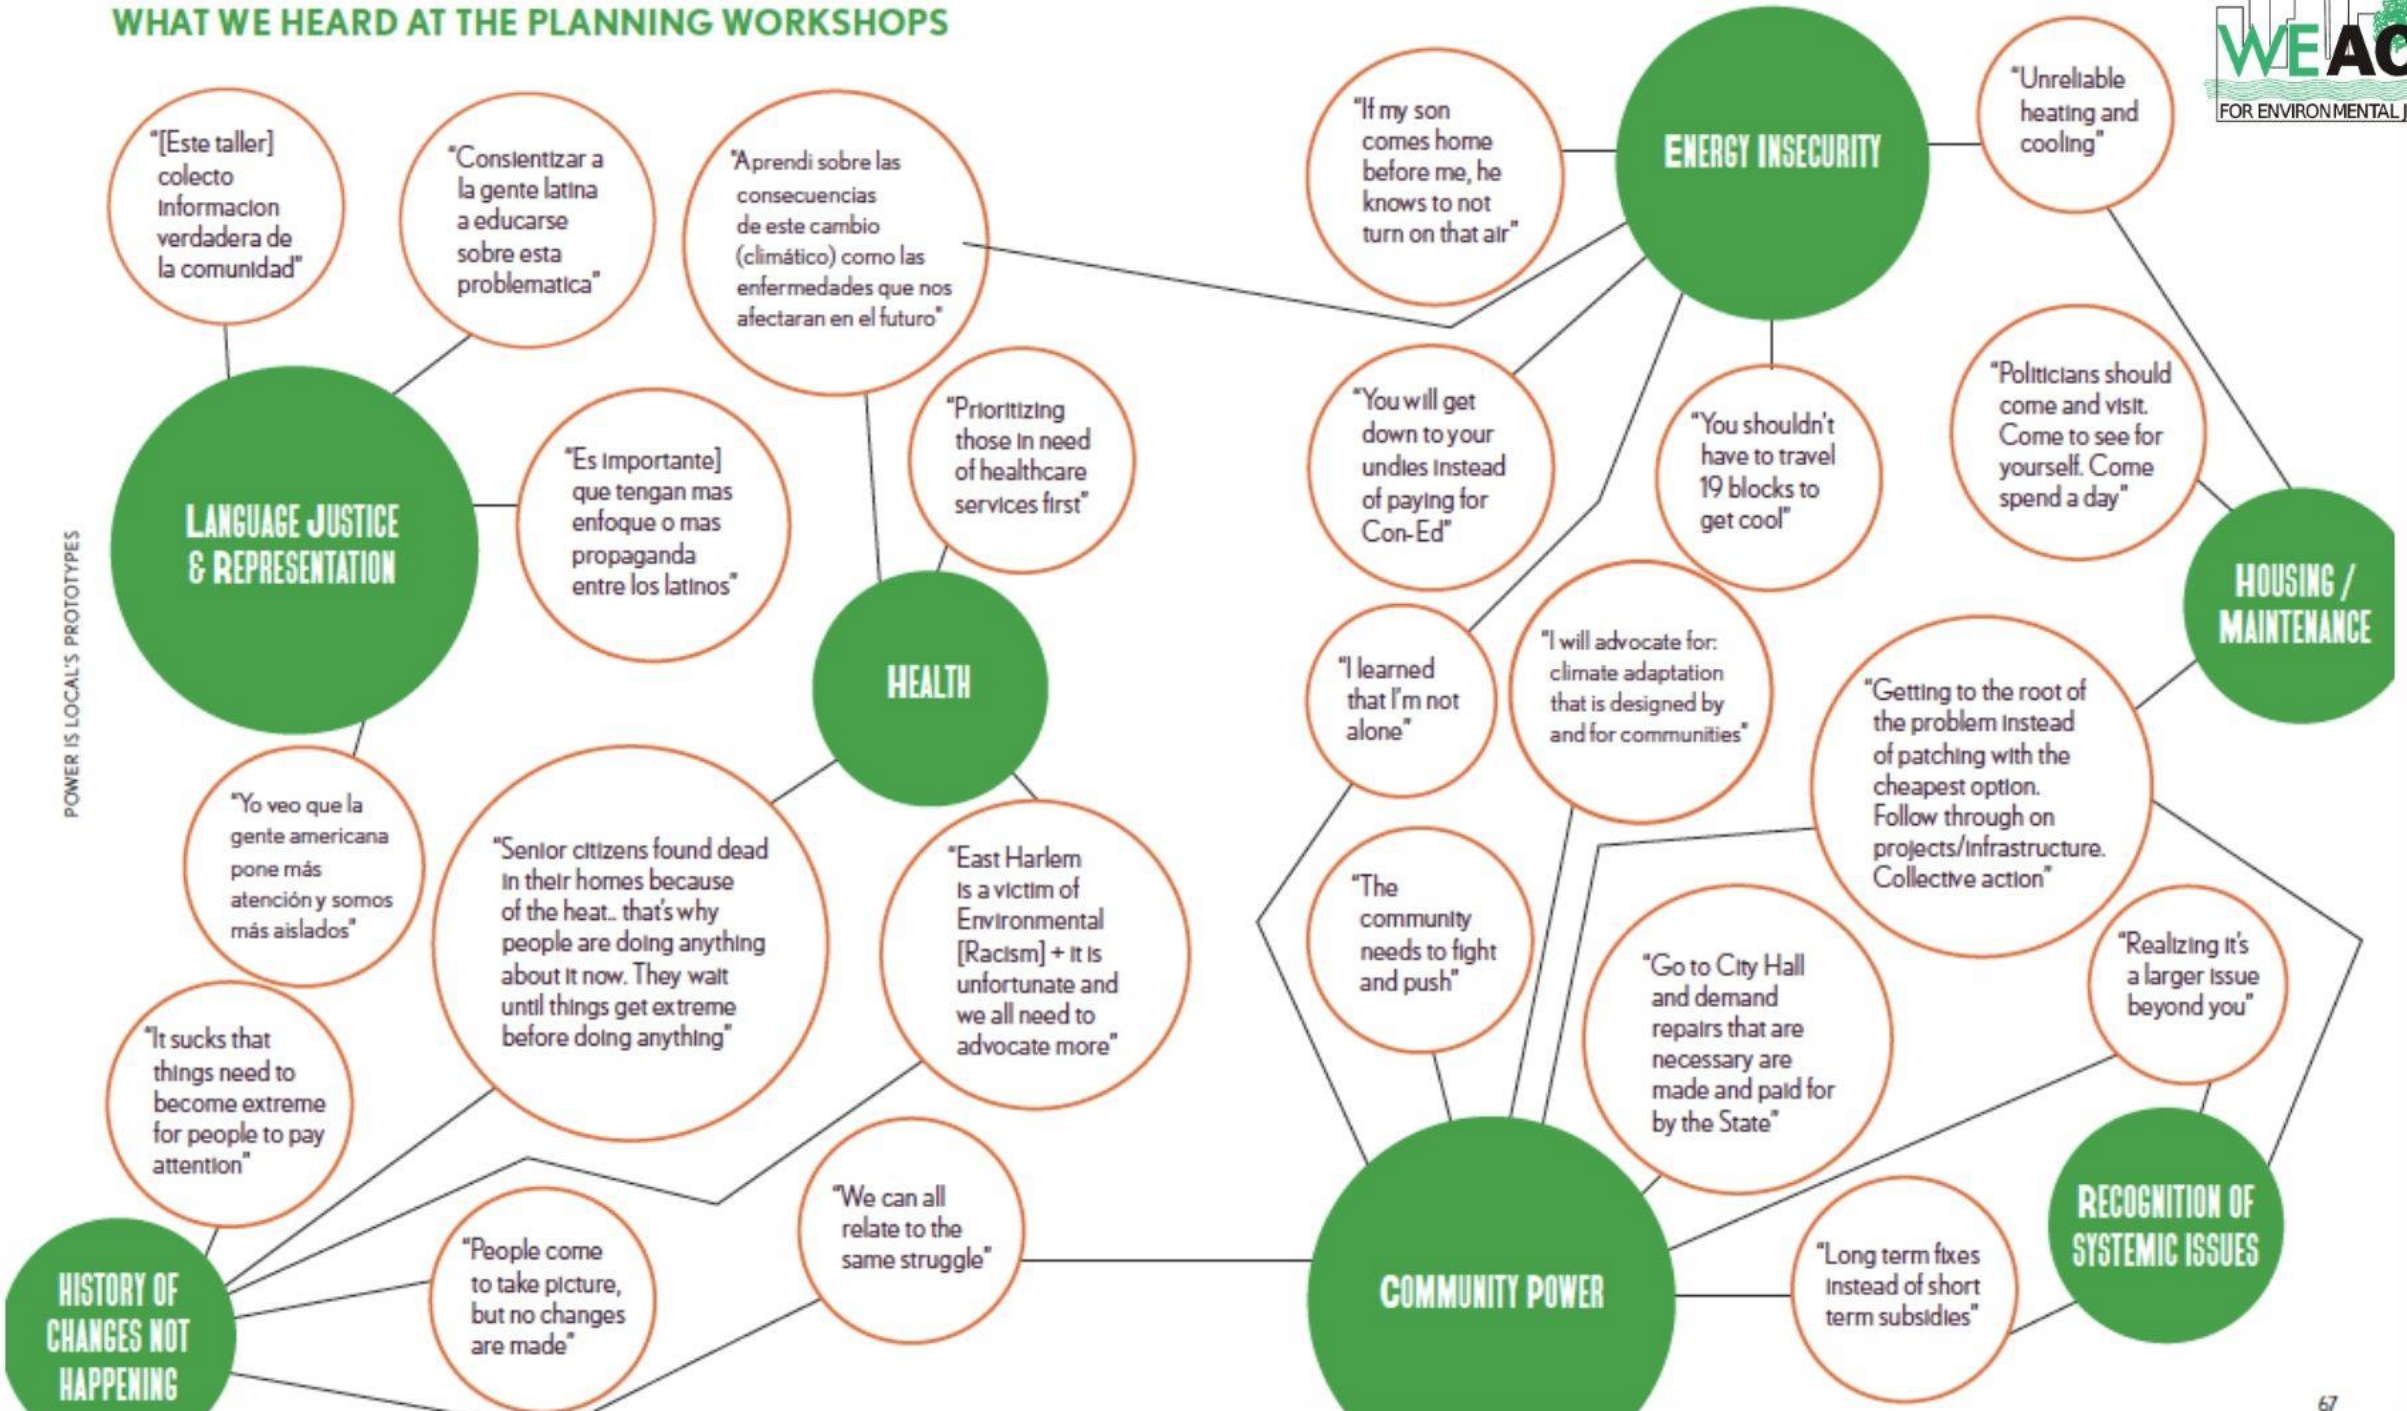 WHAT WE HEARD AT THE PLANNING WORKSHOPS
WE AC
FOR ENVIRONMENTAL J
POWER IS LOCAL'S PROTOTYPES
"[Este taller]
colecto
informacion
verdadera de
la comunidad"
"Consientizar a
la gente latina
a educarse
sobre esta
problematica"
"Aprendi sobre las
consecuencias
de este cambio
(climático) como las
enfermedades que nos
afectaran en el futuro"
LANGUAGE JUSTICE
& REPRESENTATION
"Es importante]
que tengan mas
enfoque o mas
propaganda
entre los latinos"
"Prioritizing
those in need
of healthcare
services first"
HEALTH
"Yo veo que la
gente americana
pone más
atención y somos
más aislados"
"Senior citizens found dead
in their homes because
of the heat.. that's why
people are doing anything
about it now. They wait
until things get extreme
before doing anything"
"East Harlem
is a victim of
Environmental
[Racism] + it is
unfortunate and
we all need to
advocate more"
"It sucks that
things need to
become extreme
for people to pay
attention"
HISTORY OF
CHANGES NOT
HAPPENING
"People come
to take picture,
but no changes
are made"
"We can all
relate to the
same struggle"
"If my son
comes home
before me, he
knows to not
turn on that air"
ENERGY INSECURITY
"Unreliable
heating and
cooling"
"You will get
down to your
undies instead
of paying for
Con-Ed"
"You shouldn't
have to travel
19 blocks to
get cool"
"Politicians should
come and visit.
Come to see for
yourself. Come
spend a day"
HOUSING /
MAINTENANCE
"I learned
that I'm not
alone"
"I will advocate for:
climate adaptation
that is designed by
and for communities"
"Getting to the root of
the problem instead
of patching with the
cheapest option.
Follow through on
projects/infrastructure.
Collective action"
"The
community
needs to fight
and push"
"Go to City Hall
and demand
repairs that are
necessary are
made and paid for
by the State"
"Realizing it's
a larger issue
beyond you"
COMMUNITY POWER
"Long term fixes
instead of short
term subsidies"
RECOGNITION OF
SYSTEMIC ISSUES
67